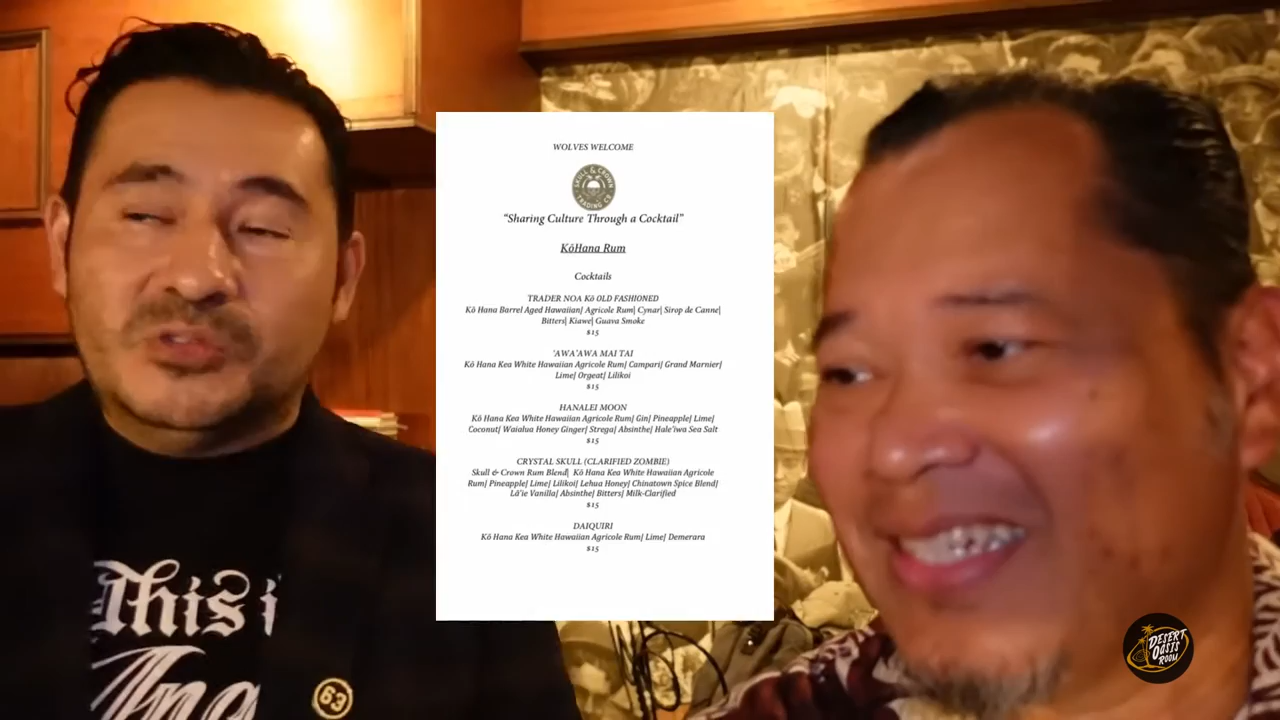 WOLVES WELCOME
SKULL & CROWN
TRADING CO
“Sharing Culture Through a Cocktail”
KōHana Rum
Cocktails
TRADER NOA Kō OLD FASHIONED
Kō Hana Barrel Aged Hawaiian| Agricole Rum| Cynar| Sirop de Canne|
Bitters| Kiawe| Guava Smoke
$15
'AWA'AWA MAI TAI
Kō Hana Kea White Hawaiian Agricole Rum| Campari| Grand Marnier|
Lime| Orgeat| Lilikoi
$15
HANALEI MOON
Kō Hana Kea White Hawaiian Agricole Rum| Gin| Pineapple| Lime|
Coconut| Waialua Honey Ginger| Strega| Absinthe| Hale'iwa Sea Salt
$15
CRYSTAL SKULL (CLARIFIED ZOMBIE)
Skull & Crown Rum Blend| Kō Hana Kea White Hawaiian Agricole
Rum| Pineapple| Lime| Lilikoi| Lehua Honey| Chinatown Spice Blend|
Lā'ie Vanilla| Absinthe| Bitters| Milk-Clarified
$15
DAIQUIRI
Kō Hana Kea White Hawaiian Agricole Rum| Lime| Demerara
$15
This i
63
DESERT
OASIS
ROOM